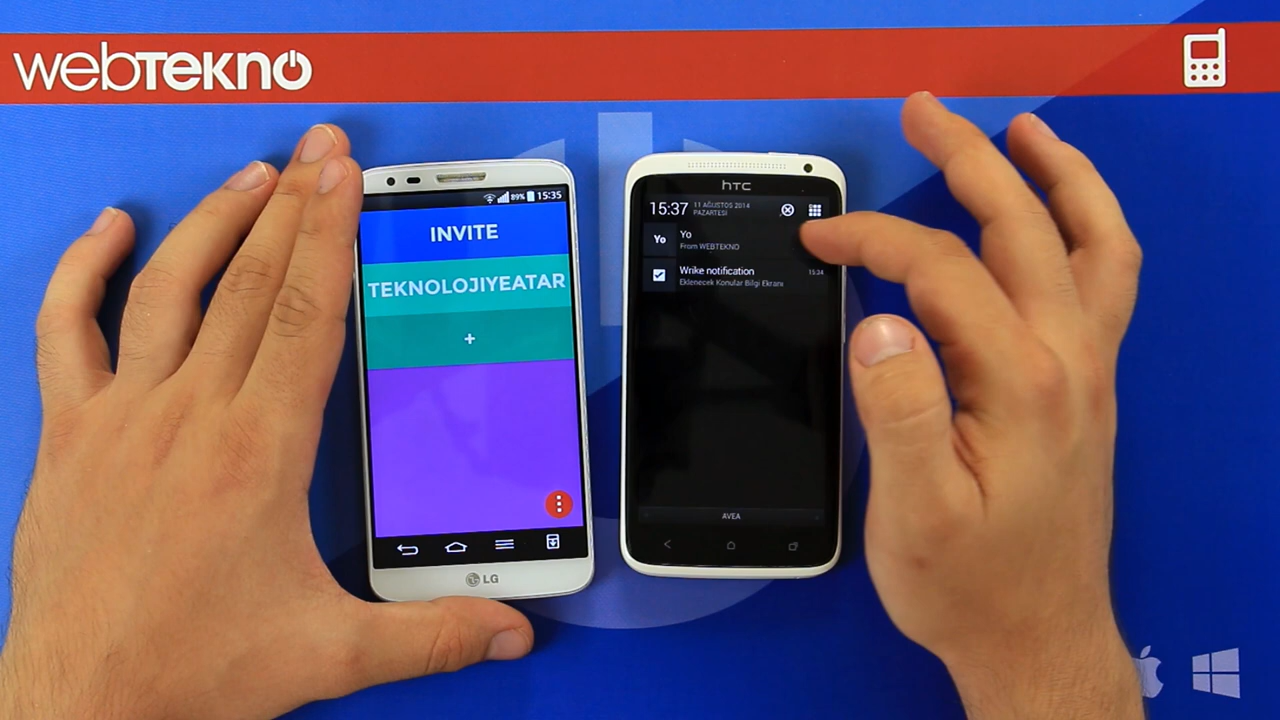 webTEKNO
INVITE
TEKNOLOJIYEATAR
+
LG
89% 15:35
hTC
15:37 11 AĞUSTOS 2014
PAZARTESİ
Yo Yo
From WEBTEKNO
Wrike notification 15:34
Eklenecek Konular Bilgi Ekranı
AVEA